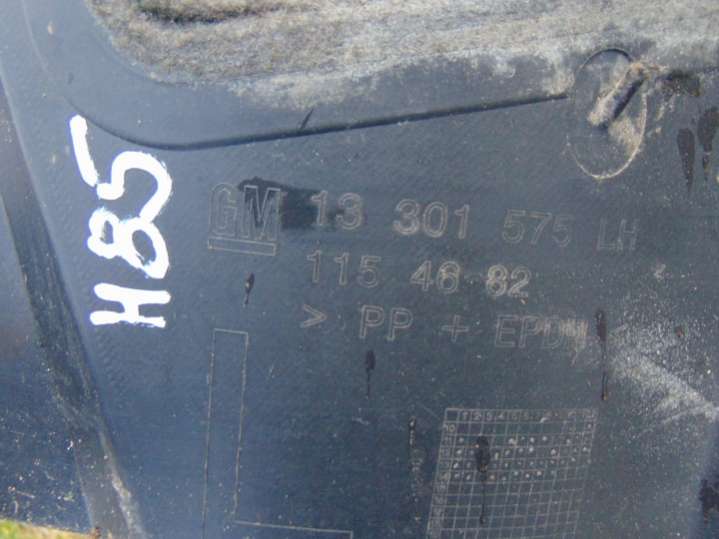 H85
GM 13 301 575 LH
115 46 82
> PP + EPDM